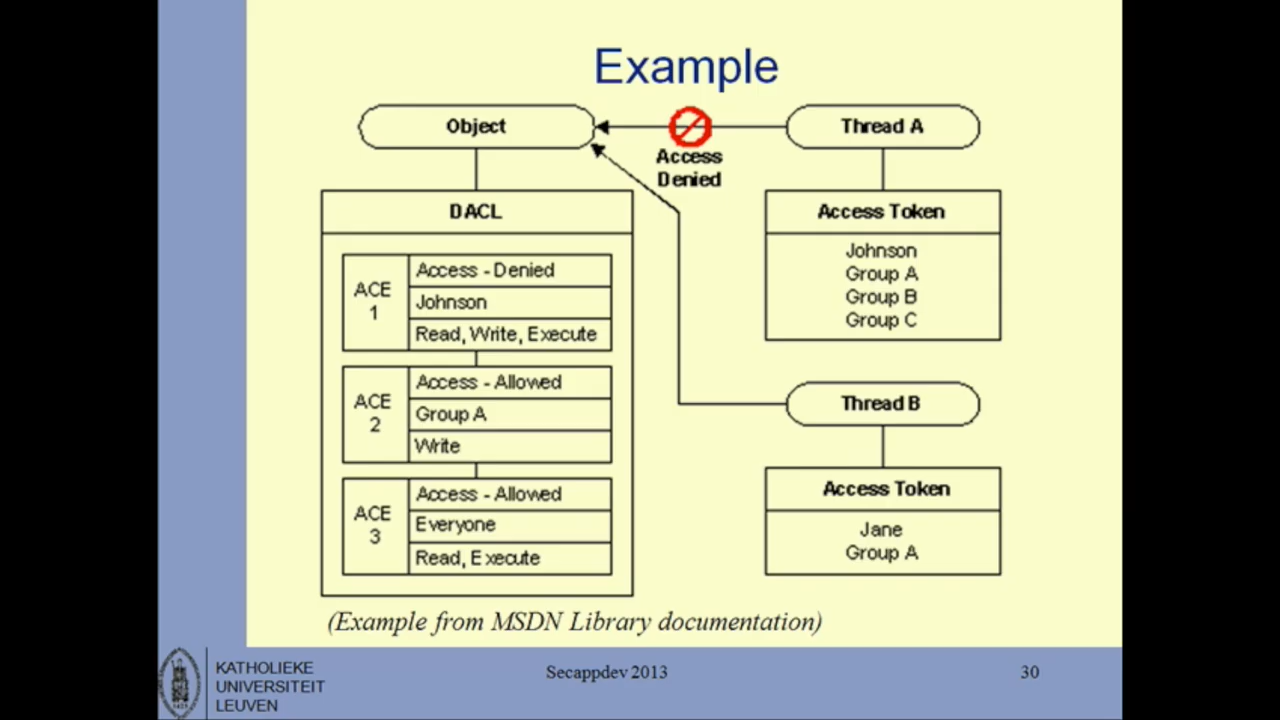 Example
Object
Access
Denied
Thread A
DACL
ACE
1
Access - Denied
Johnson
Read, Write, Execute
ACE
2
Access - Allowed
Group A
Write
ACE
3
Access - Allowed
Everyone
Read, Execute
Access Token
Johnson
Group A
Group B
Group C
Thread B
Access Token
Jane
Group A
(Example from MSDN Library documentation)
KATHOLIEKE
UNIVERSITEIT
LEUVEN
Secappdev 2013
30